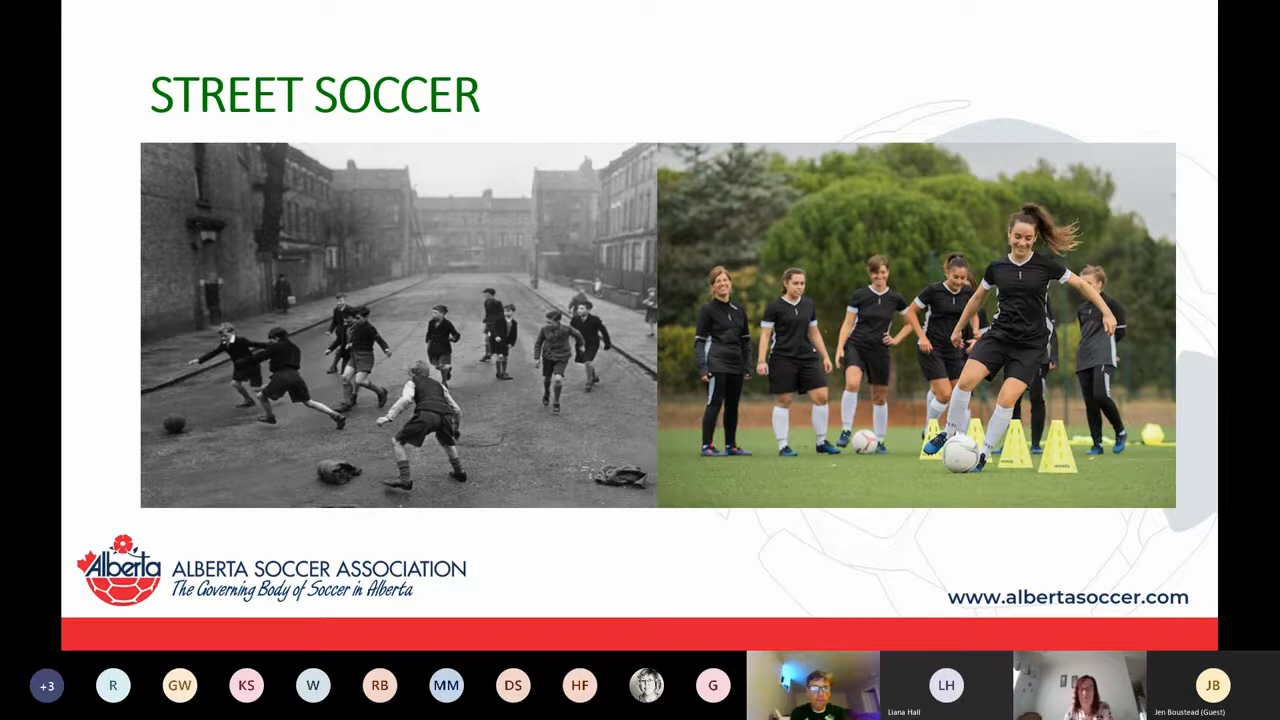 STREET SOCCER
Alberta
ALBERTA SOCCER ASSOCIATION
The Governing Body of Soccer in Alberta
www.albertasoccer.com
+3
R
GW
KS
W
RB
MM
DS
HF
G
LH
Liana Hall
JB
Jen Boustead (Guest)